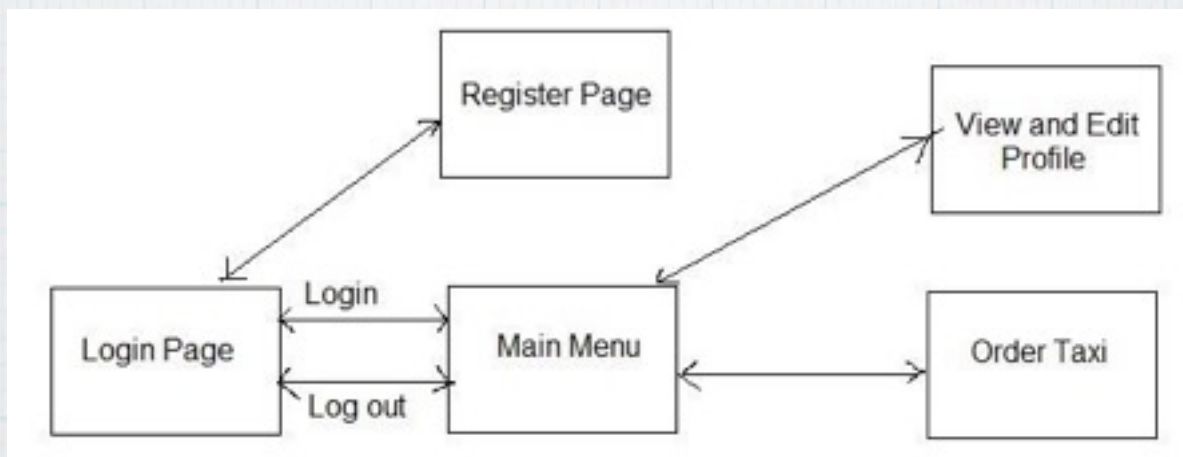 Register Page
View and Edit
Profile
Login
Login Page
Main Menu
Order Taxi
Log out